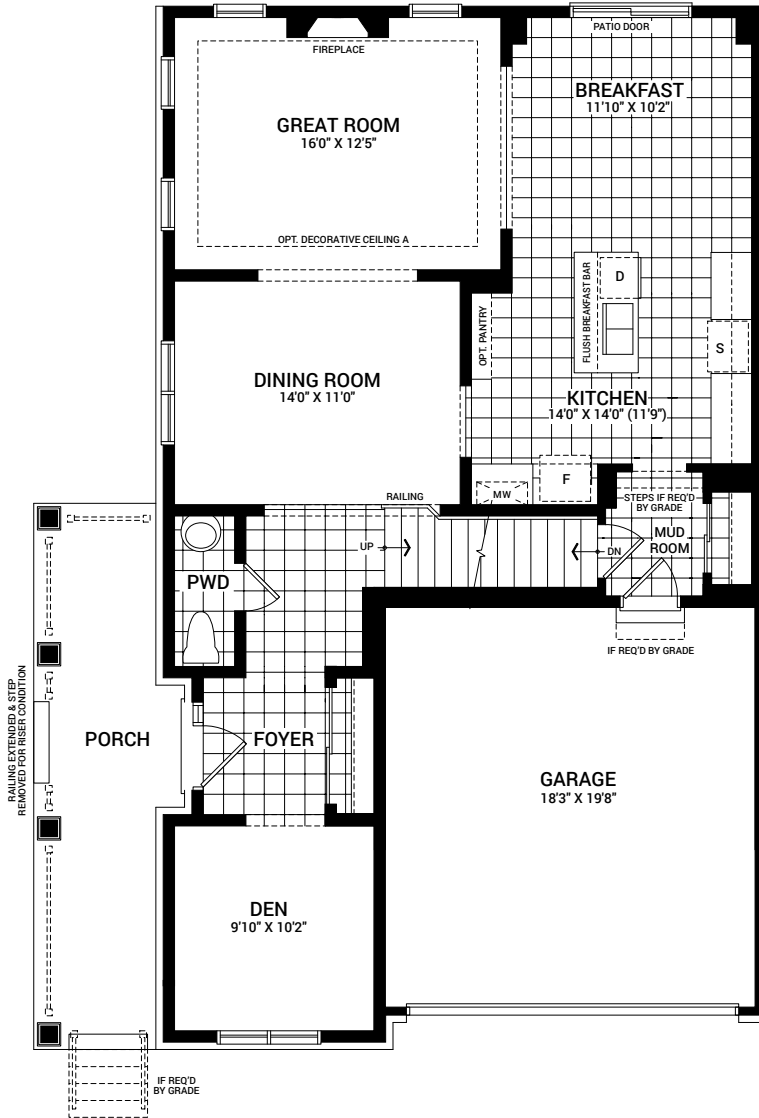 PATIO DOOR
FIREPLACE
BREAKFAST
11'10" X 10'2"
GREAT ROOM
16'0" X 12'5"
OPT. DECORATIVE CEILING A
FLUSH BREAKFAST BAR
D
OPT. PANTRY
S
DINING ROOM
14'0" X 11'0"
KITCHEN
14'0" X 14'0" (11'9")
F
MW
RAILING
STEPS IF REQ'D
BY GRADE
MUD
ROOM
UP
DN
PWD
IF REQ'D BY GRADE
RAILING EXTENDED & STEP
REMOVED FOR RISER CONDITION
PORCH
FOYER
GARAGE
18'3" X 19'8"
DEN
9'10" X 10'2"
IF REQ'D
BY GRADE